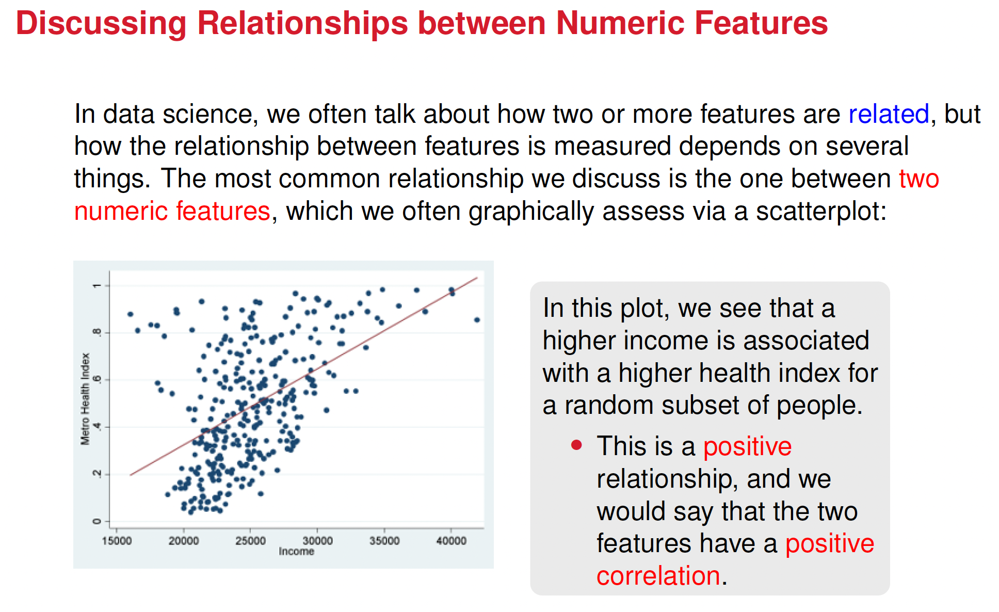 Discussing Relationships between Numeric Features
In data science, we often talk about how two or more features are related, but
how the relationship between features is measured depends on several
things. The most common relationship we discuss is the one between two
numeric features, which we often graphically assess via a scatterplot:
Metro Health Index
1
.8
.6
.4
.2
0
15000 20000 25000 30000 35000 40000
Income
In this plot, we see that a
higher income is associated
with a higher health index for
a random subset of people.
• This is a positive
relationship, and we
would say that the two
features have a positive
correlation.